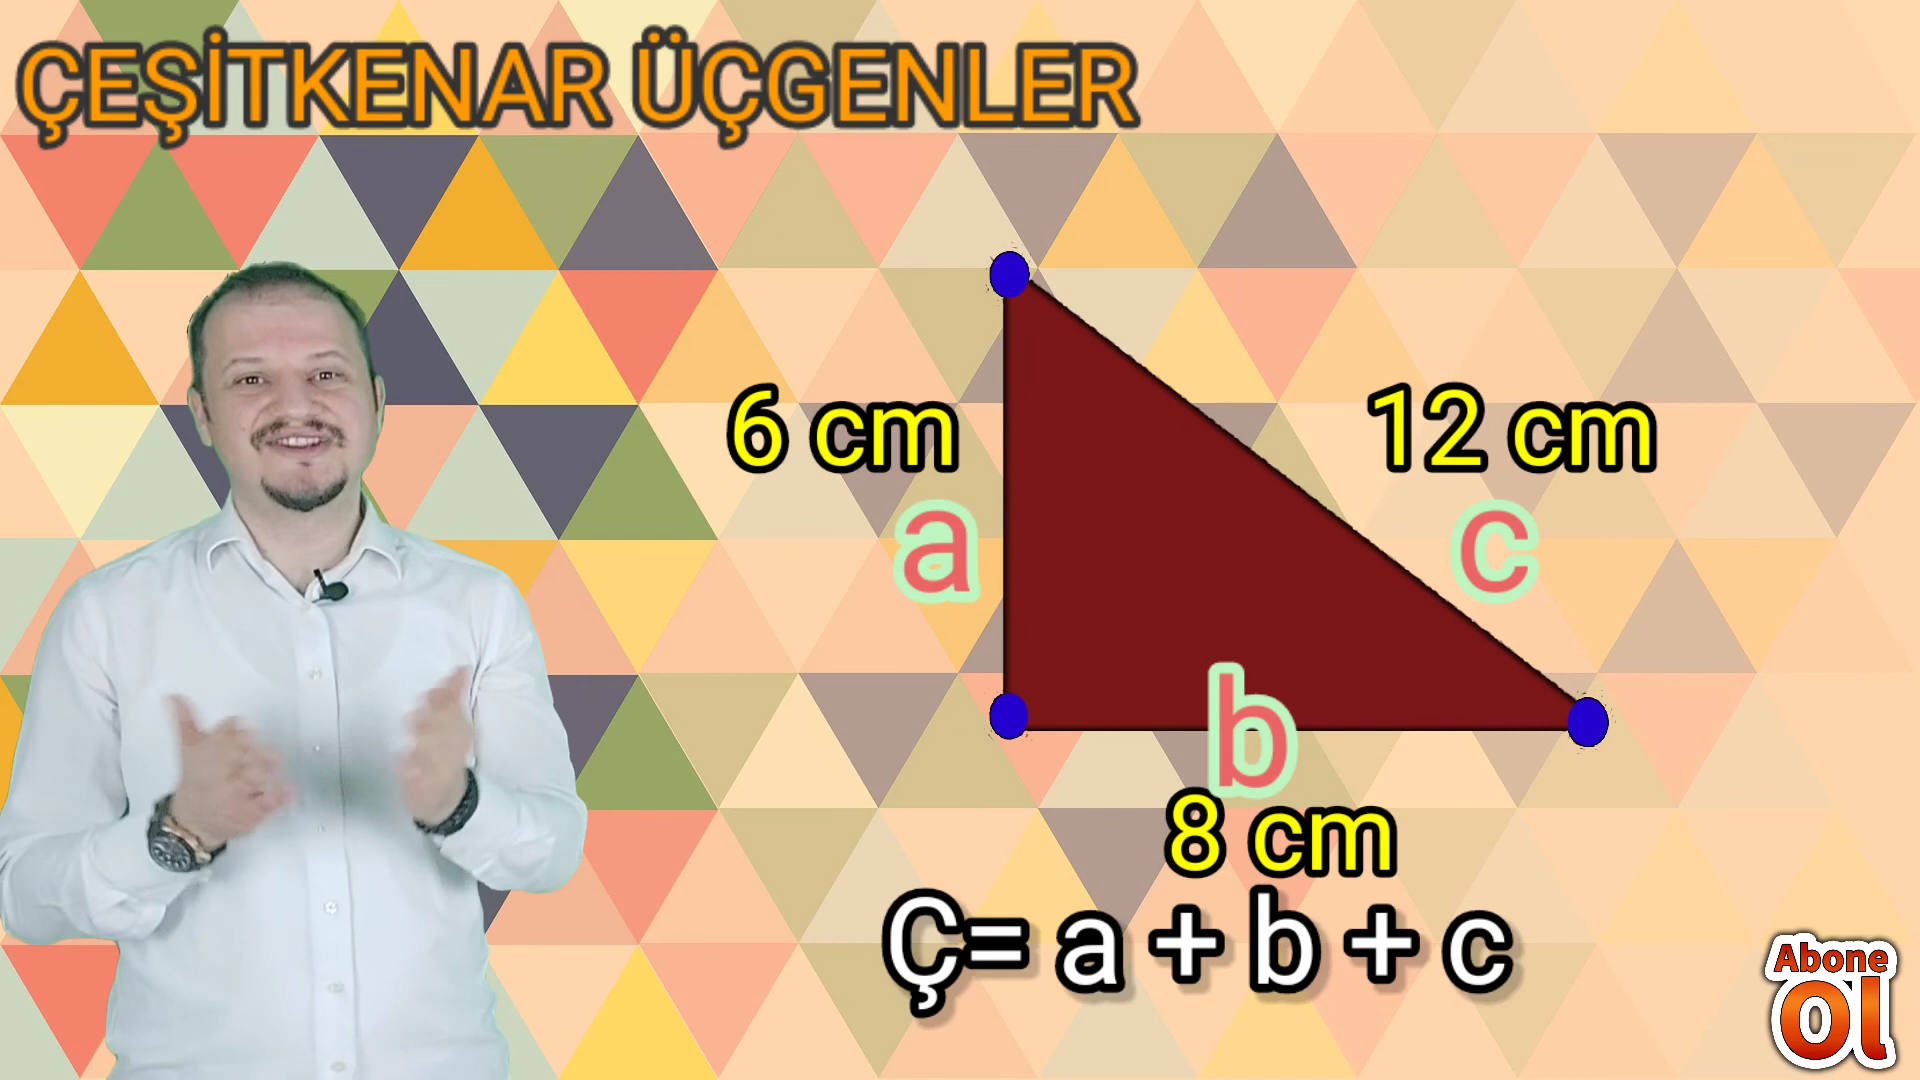 ÇEŞİTKENAR ÜÇGENLER
6 cm
12 cm
a
c
b
8 cm
Ç= a + b + c
Abone
Ol